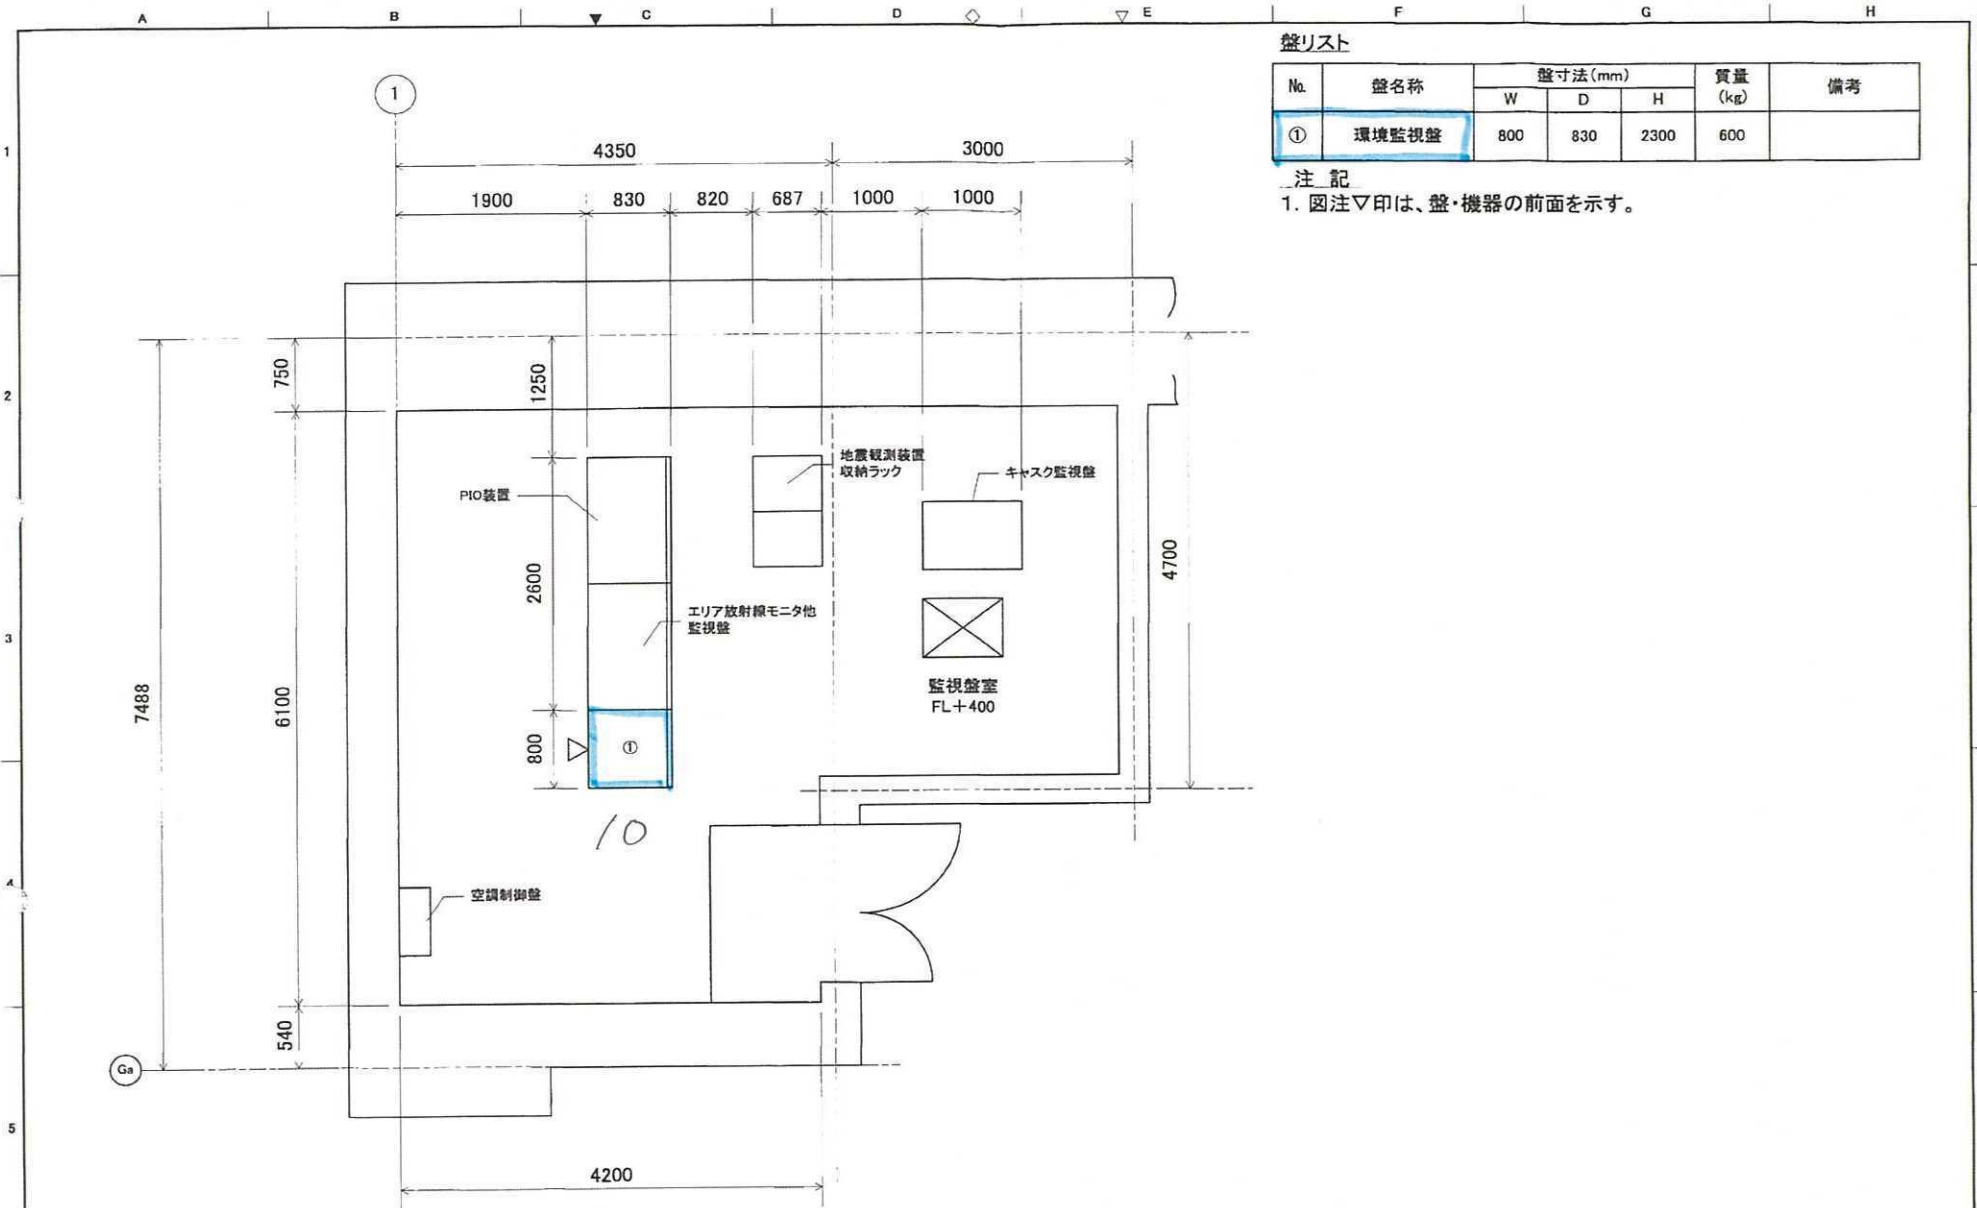 A B C D E F G H
盤リスト
No. 盤名称 盤寸法(mm) 質量(kg) 備考
W D H
① 環境監視盤 800 830 2300 600
注 記
1. 図注▽印は、盤・機器の前面を示す。
1
4350 3000
1900 830 820 687 1000 1000
1
2
3
4
5
750
1250
地震観測装置
収納ラック
キャスク監視盤
PIO装置
2600
4700
エリア放射線モニタ他
監視盤
監視盤室
FL+400
7488
6100
800
①
10
空調制御盤
540
Ga
4200